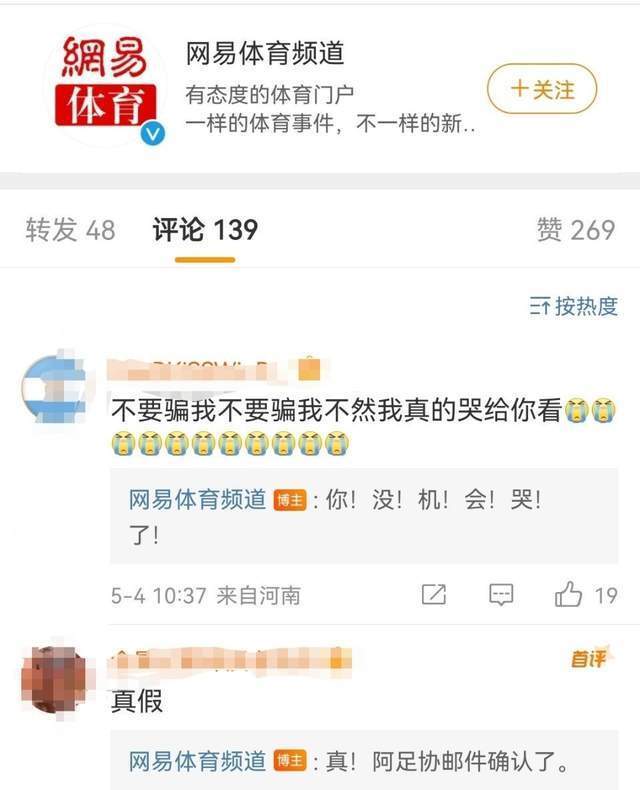 網易
体育
网易体育频道
有态度的体育门户
一样的体育事件，不一样的新..
+关注
转发 48
评论 139
赞 269
按热度
不要骗我不要骗我不然我真的哭给你看😭😭
😭😭😭😭😭😭😭😭😭
网易体育频道 博主：你！没！机！会！哭！
了！
5-4 10:37 来自河南
19
首评
真假
网易体育频道 博主：真！阿足协邮件确认了。